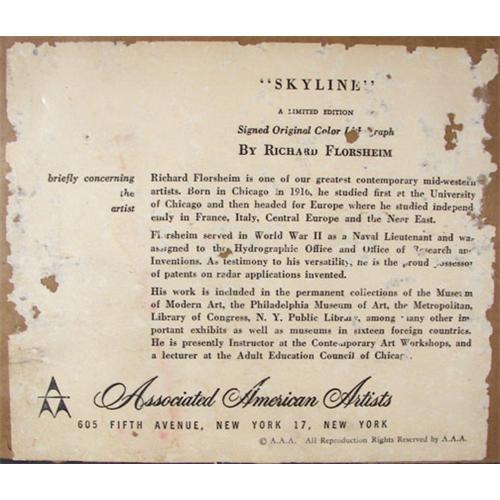 "SKYLINE"
A LIMITED EDITION
Signed Original Color Lithograph
BY RICHARD FLORSHEIM
briefly concerning
the
artist
Richard Florsheim is one of our greatest contemporary mid-western
artists. Born in Chicago in 1916, he studied first at the University
of Chicago and then headed for Europe where he studied independ
ently in France, Italy, Central Europe and the Near East.
Florsheim served in World War II as a Naval Lieutenant and was
assigned to the Hydrographic Office and Office of Research and
Inventions. As testimony to his versatility, he is the proud possessor
of patents on radar applications invented.
His work is included in the permanent collections of the Museum
of Modern Art, the Philadelphia Museum of Art, the Metropolitan,
Library of Congress, N. Y. Public Library, among many other im
portant exhibits as well as museums in sixteen foreign countries.
He is presently Instructor at the Contemporary Art Workshops, and
a lecturer at the Adult Education Council of Chicago.
AAA
Associated American Artists
605 FIFTH AVENUE, NEW YORK 17, NEW YORK
© A.A.A. All Reproduction Rights Reserved by A.A.A.